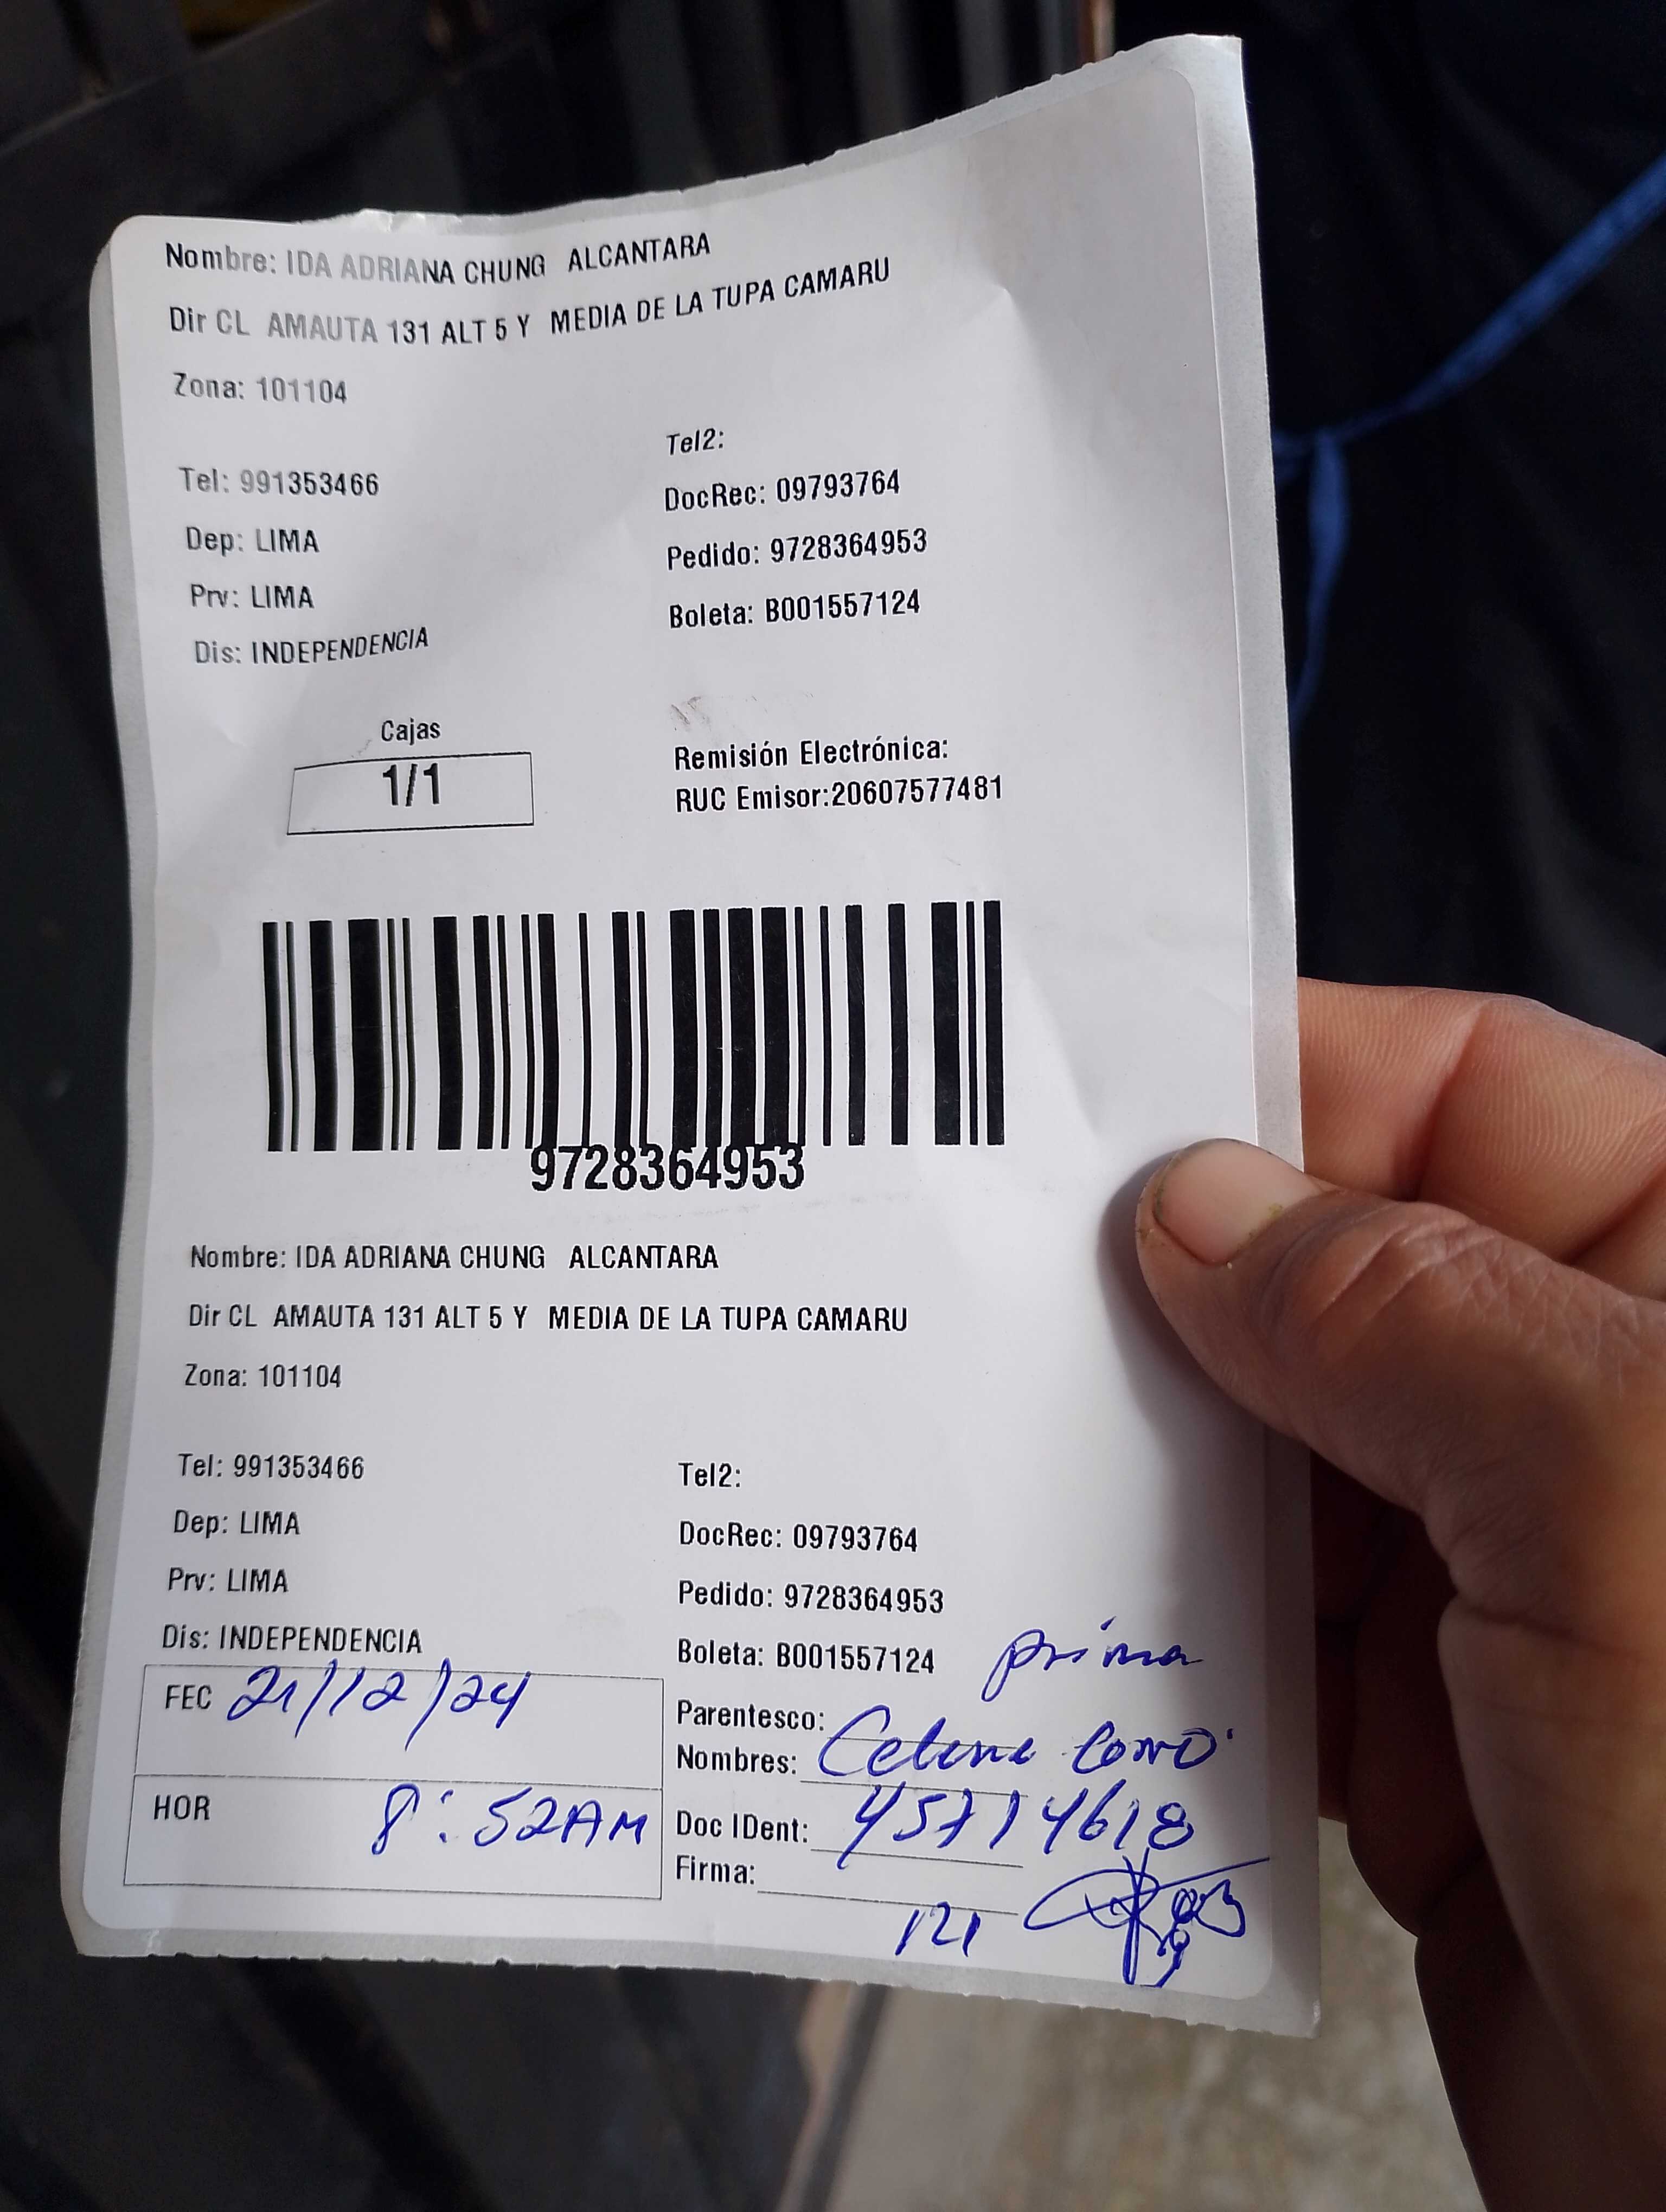 Nombre: IDA ADRIANA CHUNG ALCANTARA
Dir CL AMAUTA 131 ALT 5 Y MEDIA DE LA TUPA CAMARU
Zona: 101104
Tel: 991353466
Tel2:
Dep: LIMA
DocRec: 09793764
Prv: LIMA
Pedido: 9728364953
Dis: INDEPENDENCIA
Boleta: B001557124
Cajas
1/1
Remisión Electrónica:
RUC Emisor:20607577481
9728364953
Nombre: IDA ADRIANA CHUNG ALCANTARA
Dir CL AMAUTA 131 ALT 5 Y MEDIA DE LA TUPA CAMARU
Zona: 101104
Tel: 991353466
Tel2:
Dep: LIMA
DocRec: 09793764
Prv: LIMA
Pedido: 9728364953
Dis: INDEPENDENCIA
Boleta: B001557124
prima
FEC 21/12/24
Parentesco:
Nombres:
HOR 8:52AM
Doc IDent: 45714618
Firma:
121